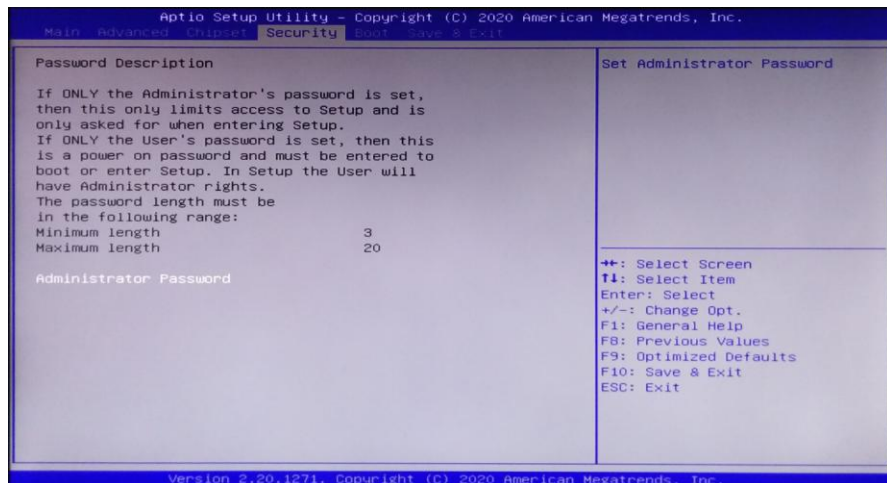 Aptio Setup Utility – Copyright (C) 2020 American Megatrends, Inc.
Main Advanced Chipset Security Boot Save & Exit
Password Description
If ONLY the Administrator's password is set,
then this only limits access to Setup and is
only asked for when entering Setup.
If ONLY the User's password is set, then this
is a power on password and must be entered to
boot or enter Setup. In Setup the User will
have Administrator rights.
The password length must be
in the following range:
Minimum length 3
Maximum length 20
Administrator Password
Set Administrator Password
→←: Select Screen
↑↓: Select Item
Enter: Select
+/-: Change Opt.
F1: General Help
F8: Previous Values
F9: Optimized Defaults
F10: Save & Exit
ESC: Exit
Version 2.20.1271. Copyright (C) 2020 American Megatrends, Inc.